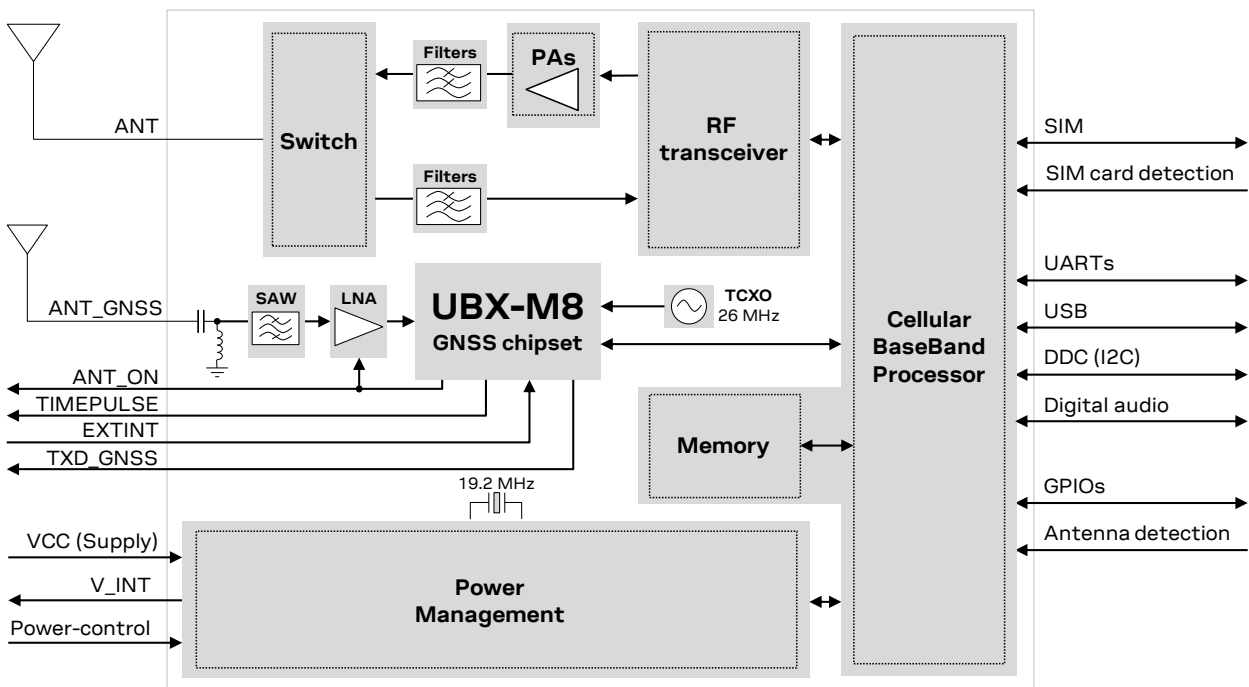 Filters
PAs
ANT
Switch
RF
transceiver
SIM
SIM card detection
Filters
UARTs
ANT_GNSS
SAW
LNA
UBX-M8
GNSS chipset
TCXO
26 MHz
Cellular
BaseBand
Processor
USB
DDC (I2C)
Digital audio
ANT_ON
TIMEPULSE
EXTINT
TXD_GNSS
Memory
19.2 MHz
GPIOs
Antenna detection
VCC (Supply)
V_INT
Power-control
Power
Management